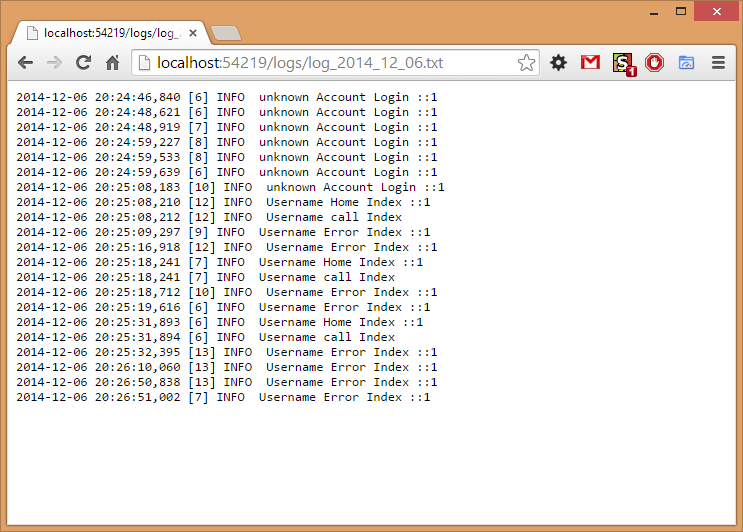 localhost:54219/logs/log_
localhost:54219/logs/log_2014_12_06.txt
S
1
2014-12-06 20:24:46,840 [6] INFO  unknown Account Login ::1
2014-12-06 20:24:48,621 [6] INFO  unknown Account Login ::1
2014-12-06 20:24:48,919 [7] INFO  unknown Account Login ::1
2014-12-06 20:24:59,227 [8] INFO  unknown Account Login ::1
2014-12-06 20:24:59,533 [8] INFO  unknown Account Login ::1
2014-12-06 20:24:59,639 [6] INFO  unknown Account Login ::1
2014-12-06 20:25:08,183 [10] INFO  unknown Account Login ::1
2014-12-06 20:25:08,210 [12] INFO  Username Home Index ::1
2014-12-06 20:25:08,212 [12] INFO  Username call Index
2014-12-06 20:25:09,297 [9] INFO  Username Error Index ::1
2014-12-06 20:25:16,918 [12] INFO  Username Error Index ::1
2014-12-06 20:25:18,241 [7] INFO  Username Home Index ::1
2014-12-06 20:25:18,241 [7] INFO  Username call Index
2014-12-06 20:25:18,712 [10] INFO  Username Error Index ::1
2014-12-06 20:25:19,616 [6] INFO  Username Error Index ::1
2014-12-06 20:25:31,893 [6] INFO  Username Home Index ::1
2014-12-06 20:25:31,894 [6] INFO  Username call Index
2014-12-06 20:25:32,395 [13] INFO  Username Error Index ::1
2014-12-06 20:26:10,060 [13] INFO  Username Error Index ::1
2014-12-06 20:26:50,838 [13] INFO  Username Error Index ::1
2014-12-06 20:26:51,002 [7] INFO  Username Error Index ::1